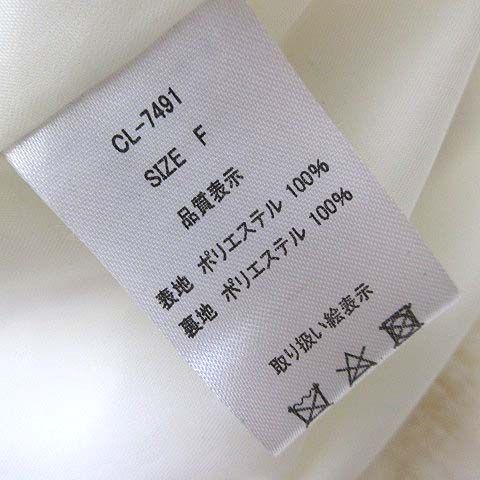 CL-7491
SIZE F
品質表示
表地 ポリエステル 100%
裏地 ポリエステル 100%
取り扱い絵表示